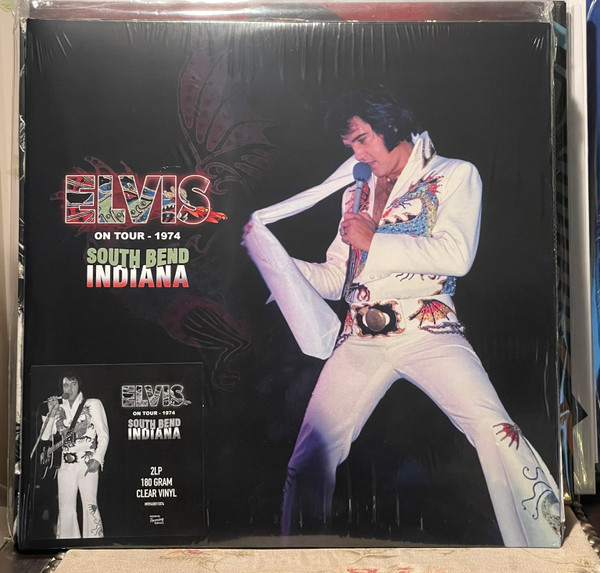 ELVIS
ON TOUR - 1974
SOUTH BEND
INDIANA
ELVIS
ON TOUR - 1974
SOUTH BEND
INDIANA
2LP
180 GRAM
CLEAR VINYL